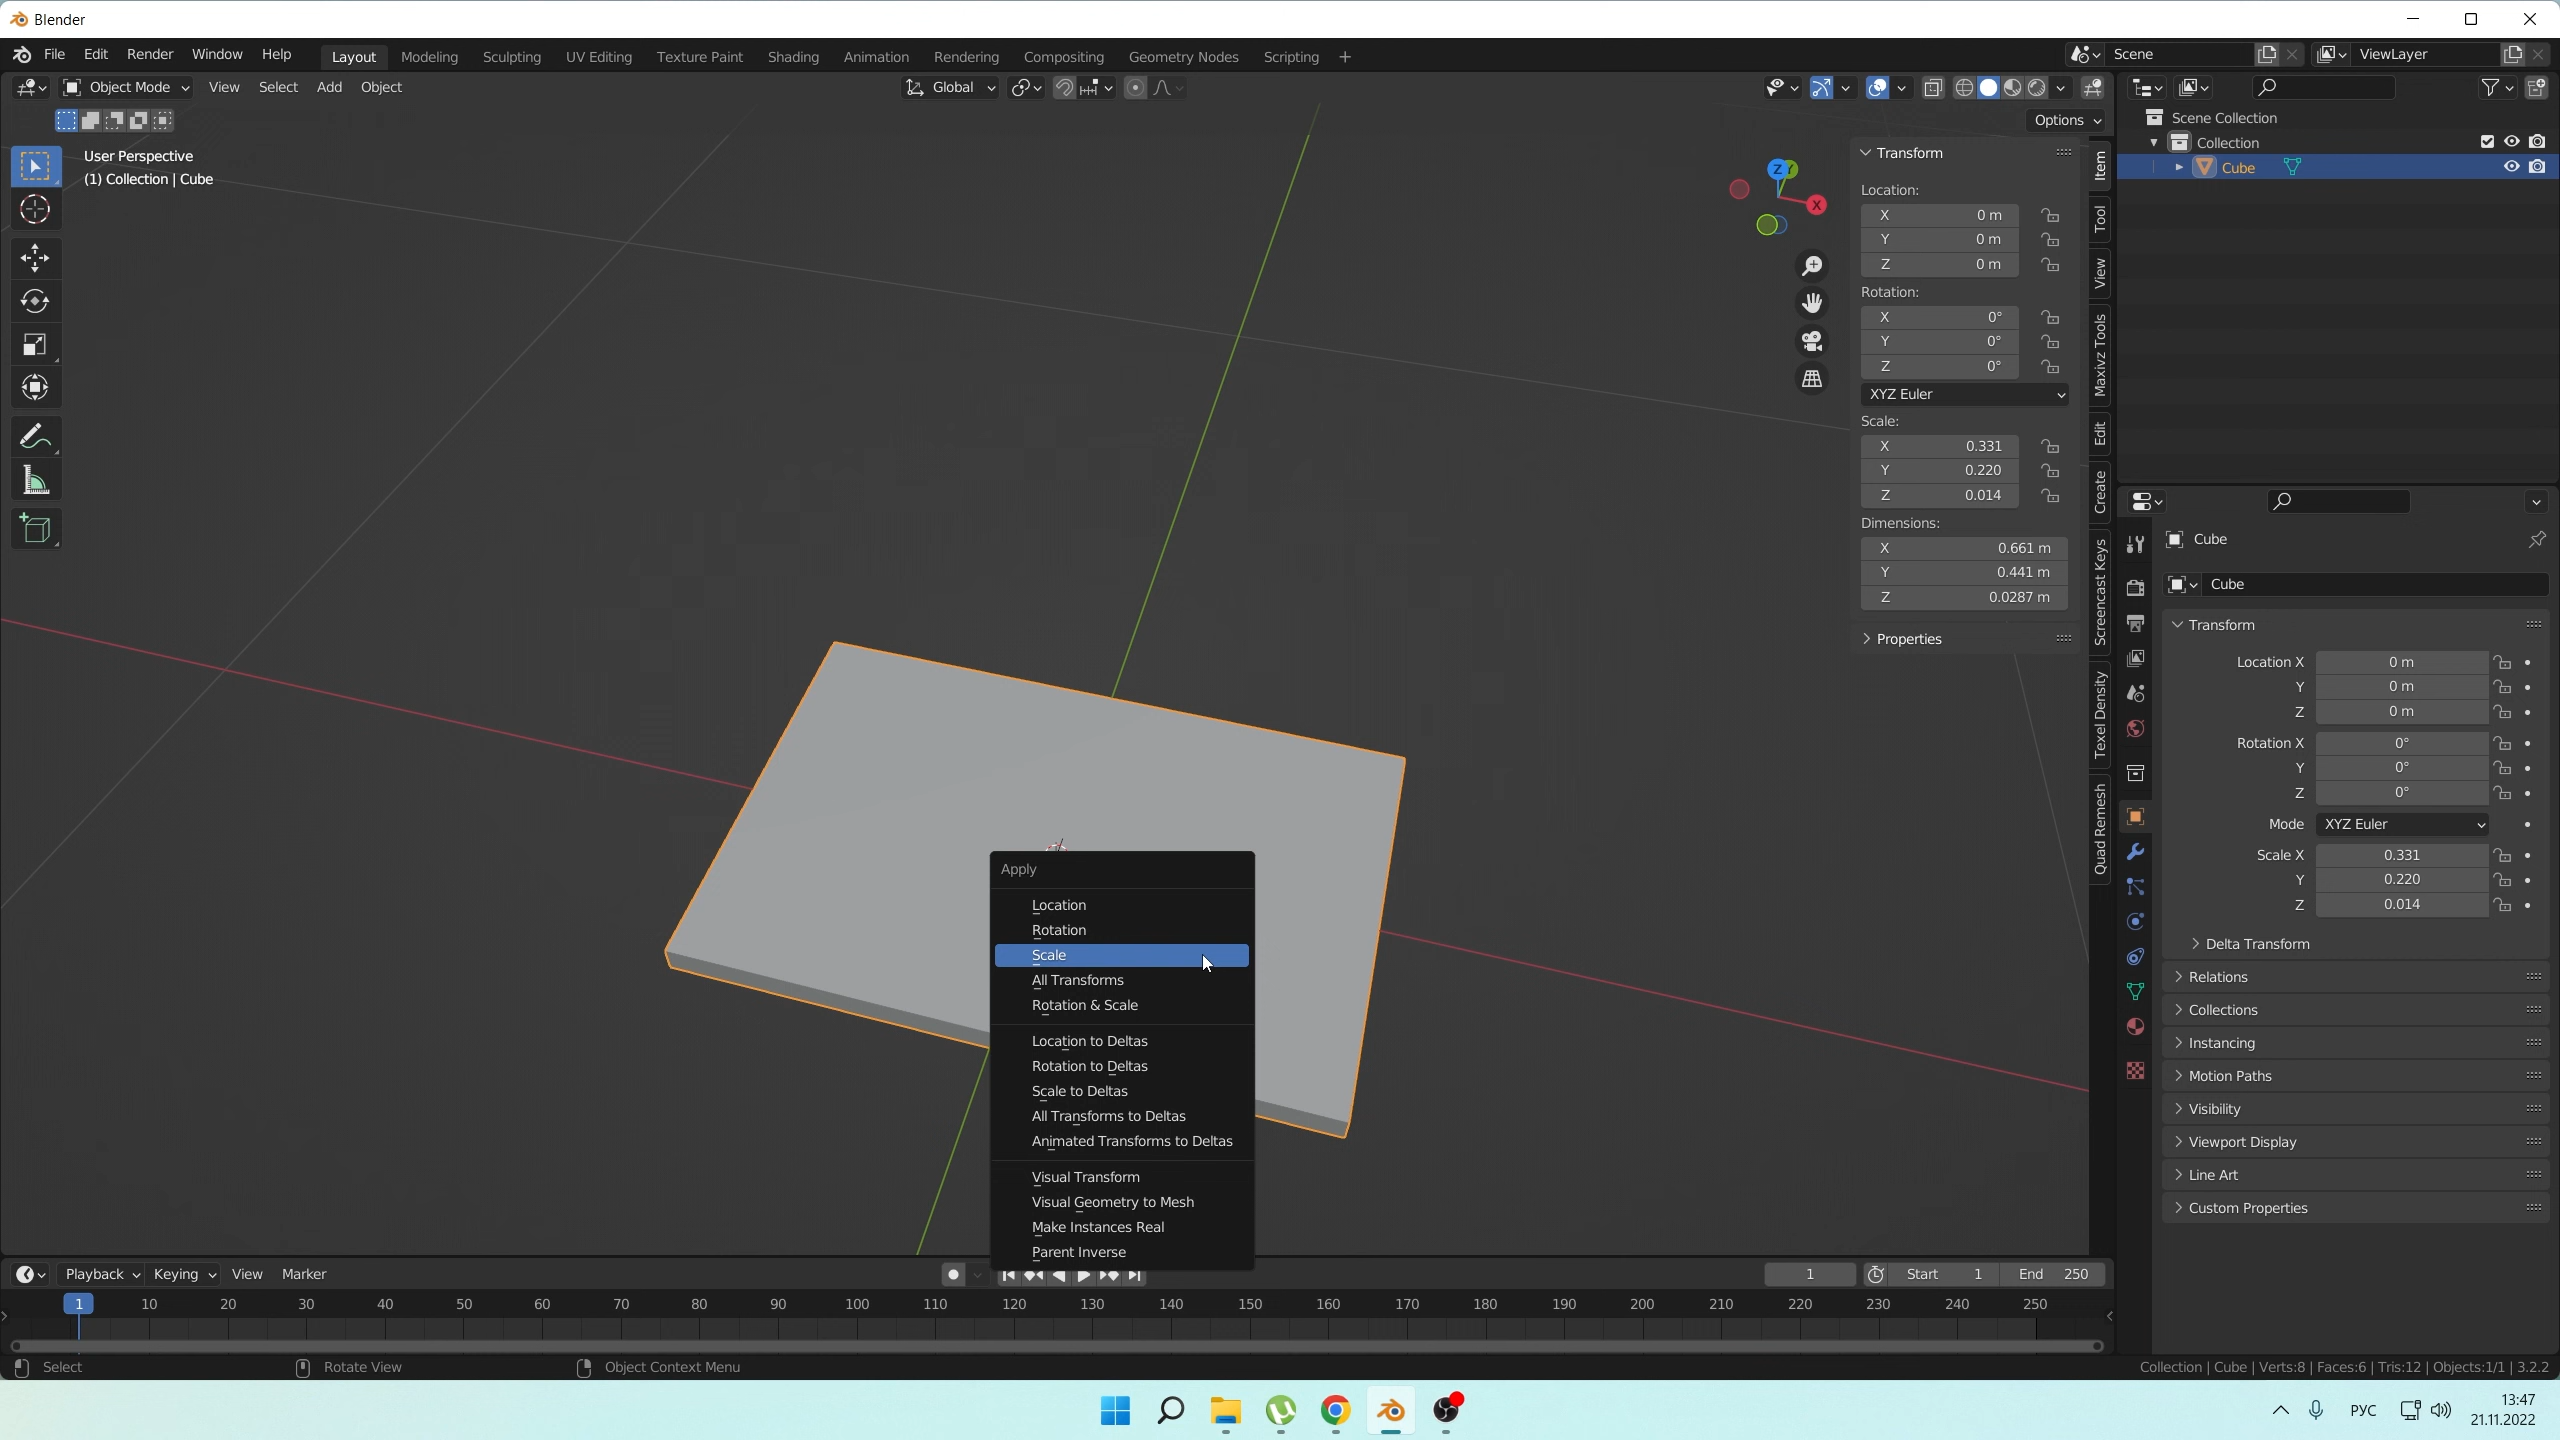 Blender
File Edit Render Window Help Layout Modeling Sculpting UV Editing Texture Paint Shading Animation Rendering Compositing Geometry Nodes Scripting + Scene ViewLayer
Object Mode View Select Add Object Global
Options
User Perspective
(1) Collection | Cube
Z Y X
Transform
Location:
X 0 m
Y 0 m
Z 0 m
Rotation:
X 0°
Y 0°
Z 0°
XYZ Euler
Scale:
X 0.331
Y 0.220
Z 0.014
Dimensions:
X 0.661 m
Y 0.441 m
Z 0.0287 m
Properties
Item
Tool
View
Maxivz Tools
Edit
Create
Screencast Keys
Texel Density
Quad Remesh
Scene Collection
Collection
Cube
Cube
Cube
Transform
Location X 0 m
Y 0 m
Z 0 m
Rotation X 0°
Y 0°
Z 0°
Mode XYZ Euler
Scale X 0.331
Y 0.220
Z 0.014
Delta Transform
Relations
Collections
Instancing
Motion Paths
Visibility
Viewport Display
Line Art
Custom Properties
Apply
Location
Rotation
Scale
All Transforms
Rotation & Scale
Location to Deltas
Rotation to Deltas
Scale to Deltas
All Transforms to Deltas
Animated Transforms to Deltas
Visual Transform
Visual Geometry to Mesh
Make Instances Real
Parent Inverse
Playback Keying View Marker 1 Start 1 End 250
1 10 20 30 40 50 60 70 80 90 100 110 120 130 140 150 160 170 180 190 200 210 220 230 240 250
Select Rotate View Object Context Menu Collection | Cube | Verts:8 | Faces:6 | Tris:12 | Objects:1/1 | 3.2.2
РУС
13:47
21.11.2022